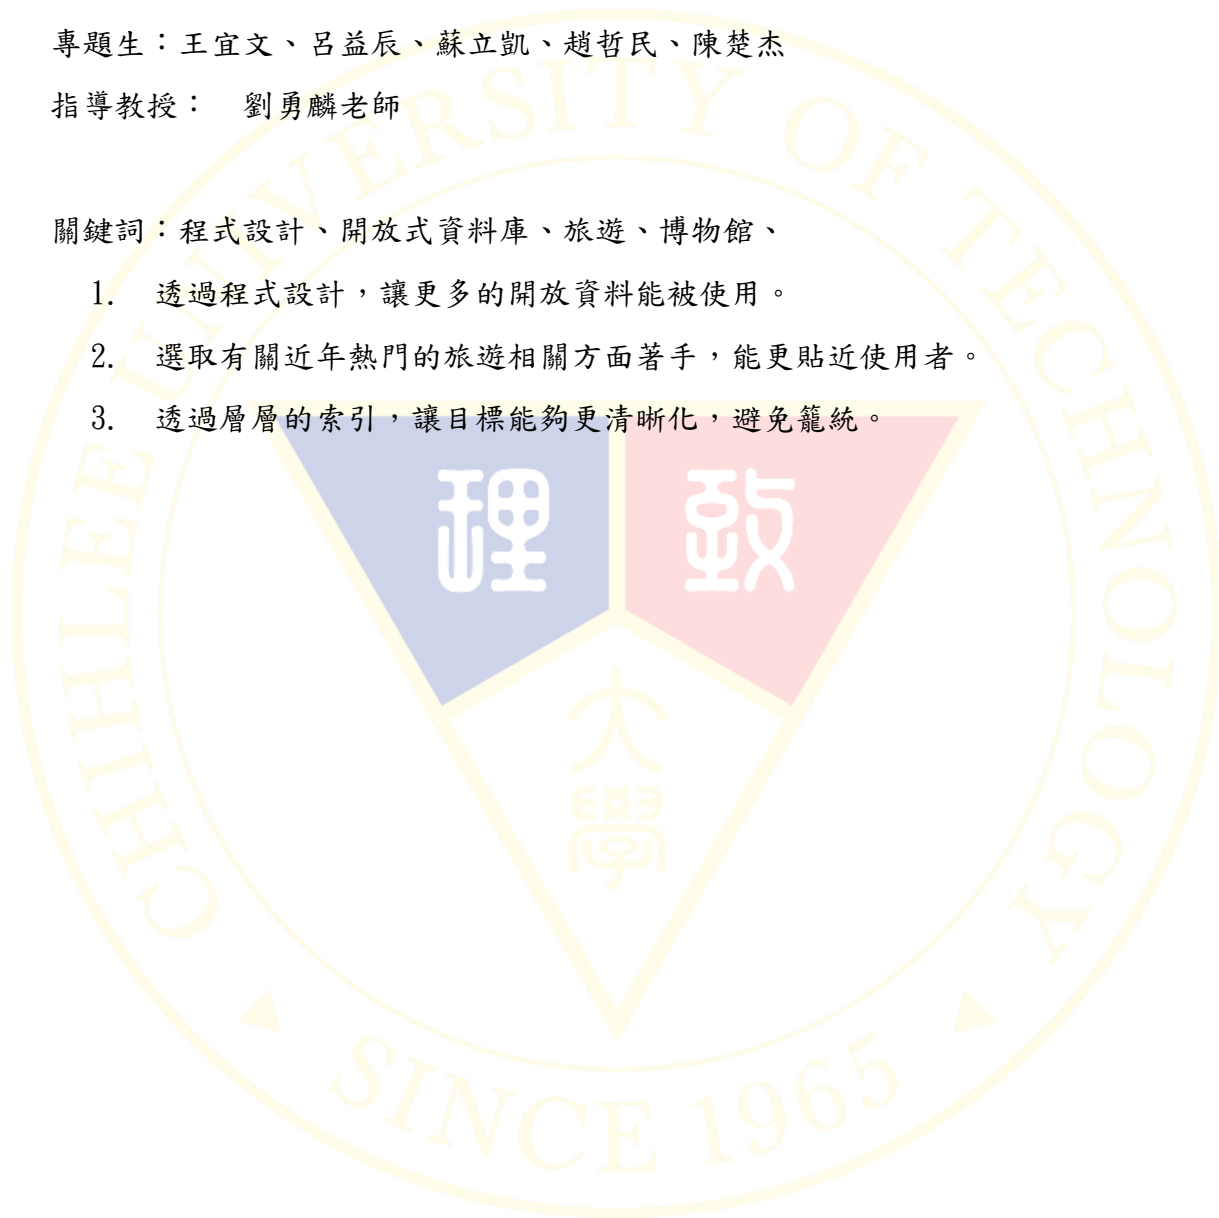 專題生：王宜文、呂益辰、蘇立凱、趙哲民、陳楚杰
指導教授：　劉勇麟老師
關鍵詞：程式設計、開放式資料庫、旅遊、博物館、
1. 透過程式設計，讓更多的開放資料能被使用。
2. 選取有關近年熱門的旅遊相關方面著手，能更貼近使用者。
3. 透過層層的索引，讓目標能夠更清晰化，避免籠統。
CHIHLEE UNIVERSITY OF TECHNOLOGY
理 致
大
學
SINCE 1965